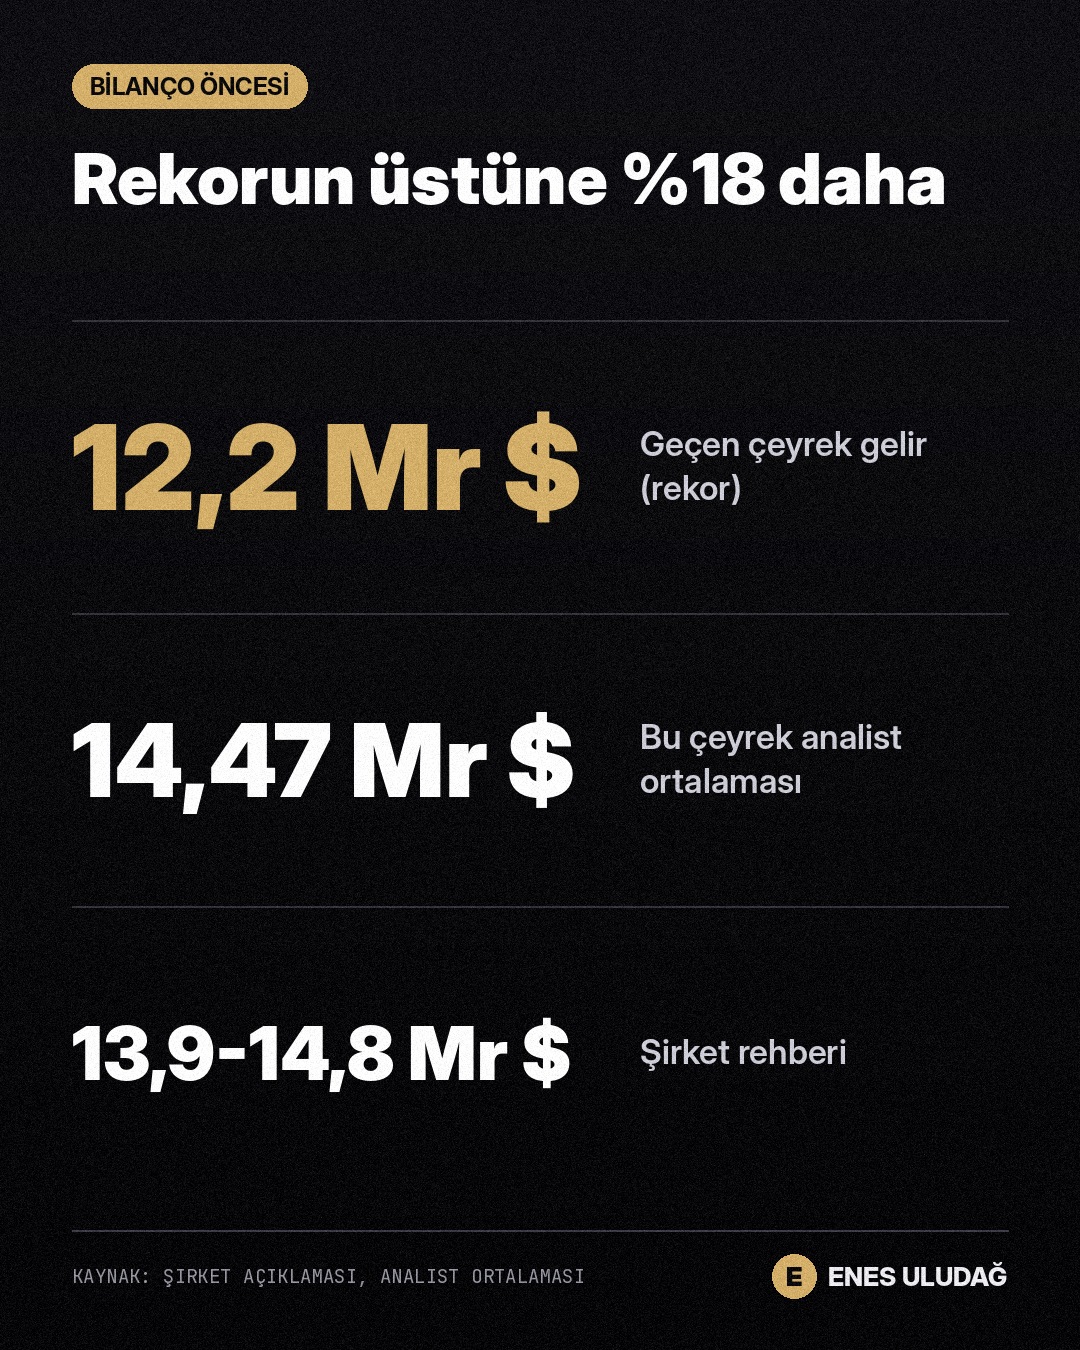 BİLANÇO ÖNCESİ
Rekorun üstüne %18 daha
12,2 Mr $
Geçen çeyrek gelir
(rekor)
14,47 Mr $
Bu çeyrek analist
ortalaması
13,9-14,8 Mr $
Şirket rehberi
KAYNAK: ŞIRKET AÇIKLAMASI, ANALIST ORTALAMASI
E ENES ULUDAĞ